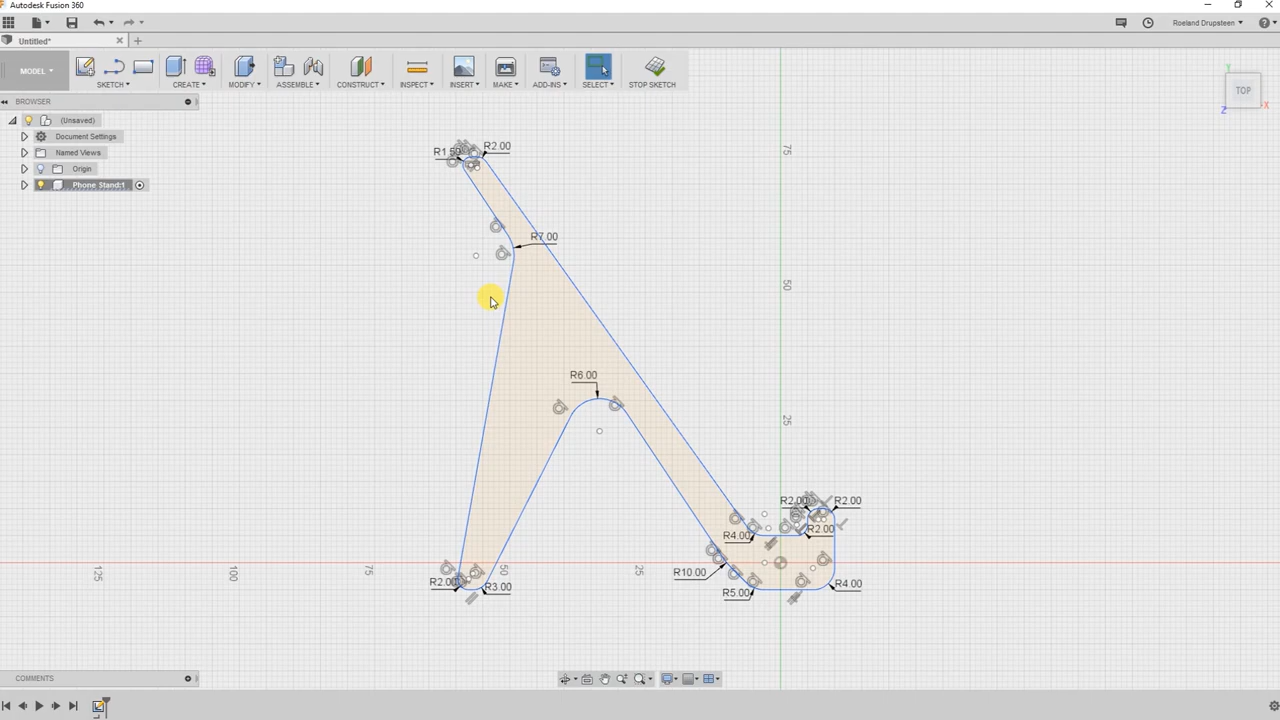 Autodesk Fusion 360
Roeland Drupsteen
Untitled*
MODEL
SKETCH
CREATE
MODIFY
ASSEMBLE
CONSTRUCT
INSPECT
INSERT
MAKE
ADD-INS
SELECT
STOP SKETCH
BROWSER
(Unsaved)
Document Settings
Named Views
Origin
Phone Stand:1
Y
TOP
X
Z
R1.50
R2.00
75
R7.00
50
R6.00
25
R2.00
R2.00
R4.00
R2.00
125
100
75
50
25
R10.00
R2.00
R3.00
R5.00
R4.00
COMMENTS